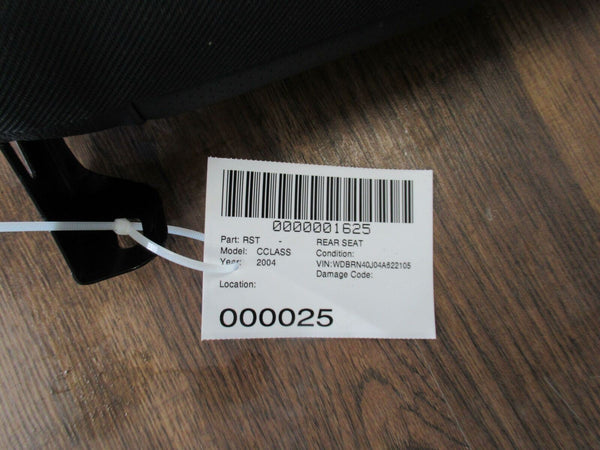 0000001625
Part: RST - REAR SEAT
Model: CCLASS Condition:
Year: 2004 VIN:WDBRN40J04A622105
Damage Code:
Location:
000025